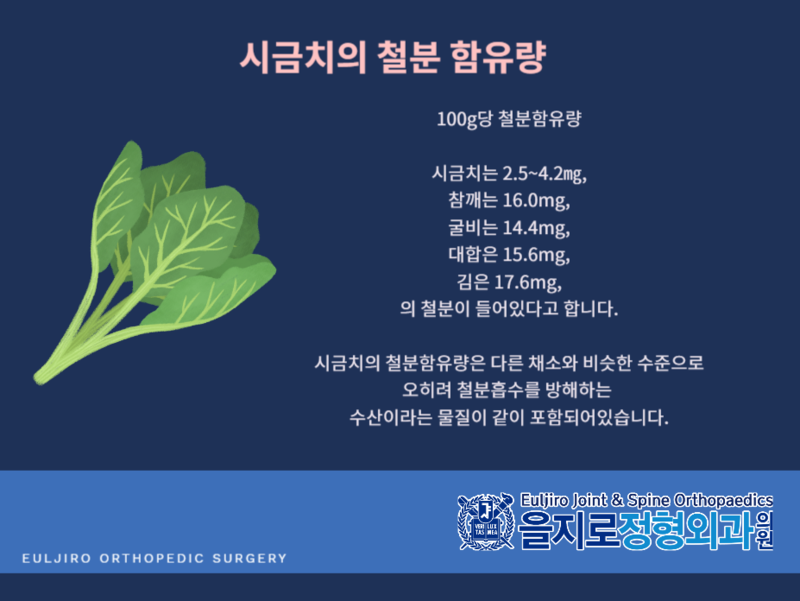 시금치의 철분 함유량
100g당 철분함유량
시금치는 2.5~4.2㎎,
참깨는 16.0mg,
굴비는 14.4mg,
대합은 15.6mg,
김은 17.6mg,
의 철분이 들어있다고 합니다.
시금치의 철분함유량은 다른 채소와 비슷한 수준으로
오히려 철분흡수를 방해하는
수산이라는 물질이 같이 포함되어있습니다.
Euljiro Joint & Spine Orthopaedics
VERI LUX
TAS MEA
을지로정형외과의원
EULJIRO ORTHOPEDIC SURGERY